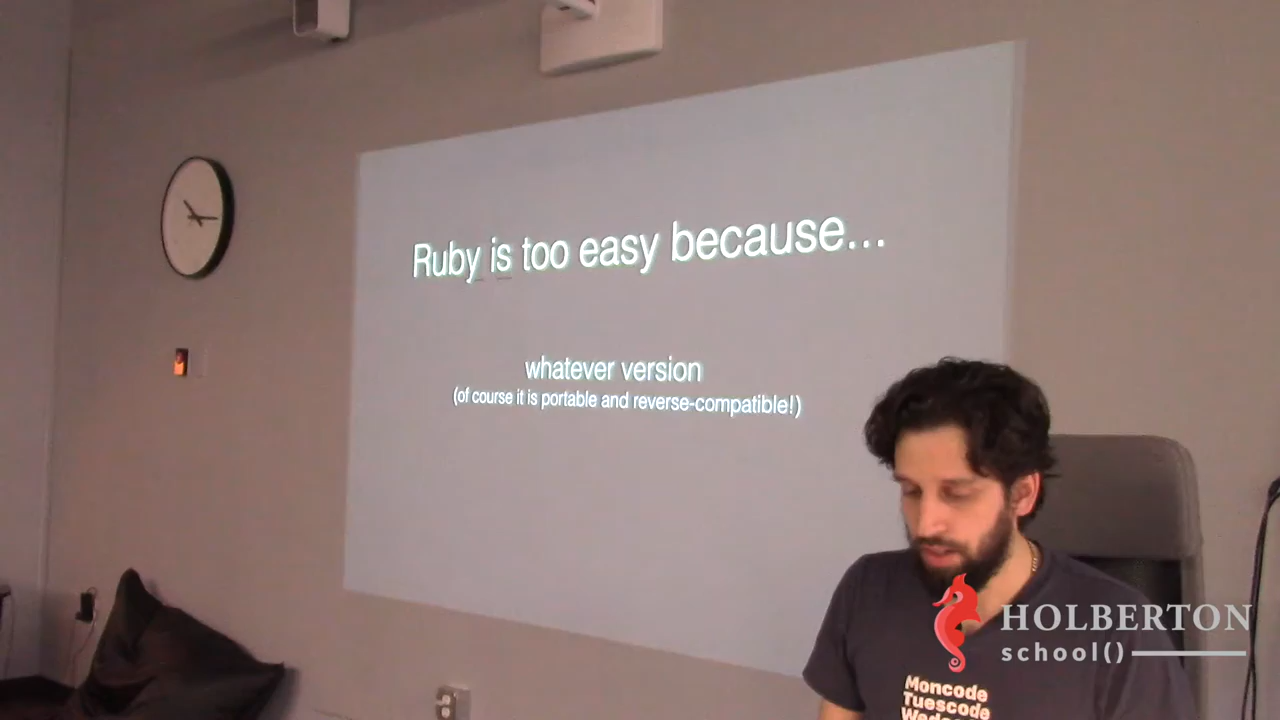 Ruby is too easy because...
whatever version
(of course it is portable and reverse-compatible!)
HOLBERTON
school()
Moncode
Tuescode